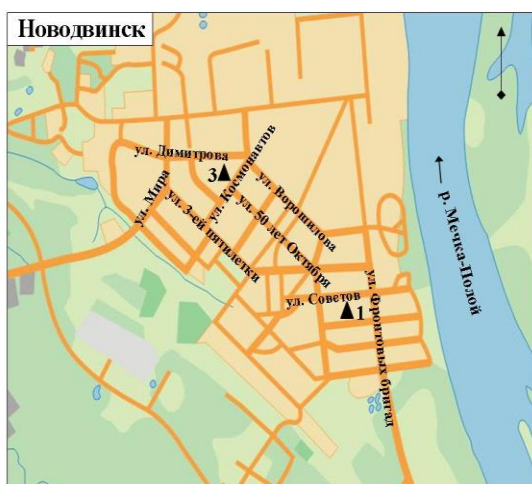 Новодвинск
ул. Димитрова
3
ул. Космонавтов
ул. Ворошилова
ул. Мира
ул. 3-ей пятилетки
ул. 50 лет Октября
р. Мечка-Полой
ул. Советов
1
ул. Фронтовых бригад